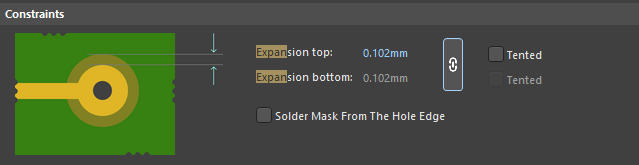 Constraints
Expansion top: 0.102mm Tented
Expansion bottom: 0.102mm Tented
Solder Mask From The Hole Edge